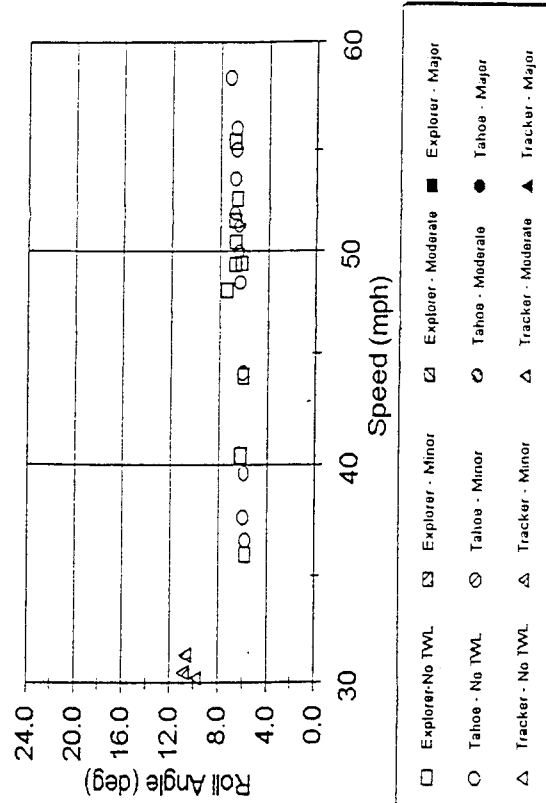 24.0
20.0
16.0
12.0
8.0
4.0
0.0
Roll Angle (deg)
30
40
50
60
Speed (mph)
Explorer-No TWL
Explorer - Minor
Explorer - Moderate
Explorer - Major
Tahoe - No TWL
Tahoe - Minor
Tahoe - Moderate
Tahoe - Major
Tracker - No TWL
Tracker - Minor
Tracker - Moderate
Tracker - Major